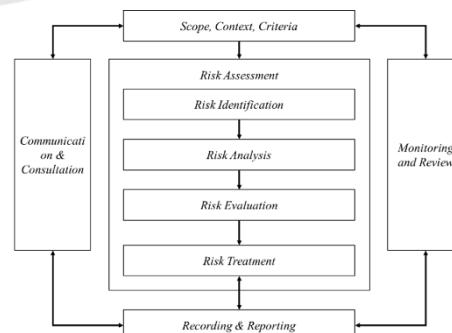 Scope, Context, Criteria
Risk Assessment
Risk Identification
Communicati
on &
Consultation
Risk Analysis
Monitoring
and Review
Risk Evaluation
Risk Treatment
Recording & Reporting